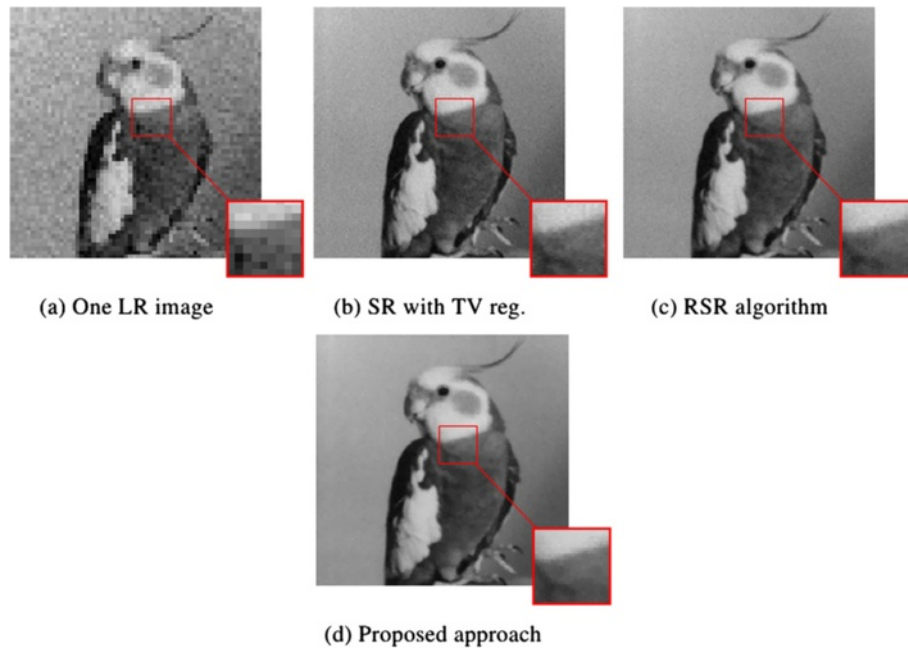 (a) One LR image
(b) SR with TV reg.
(c) RSR algorithm
(d) Proposed approach